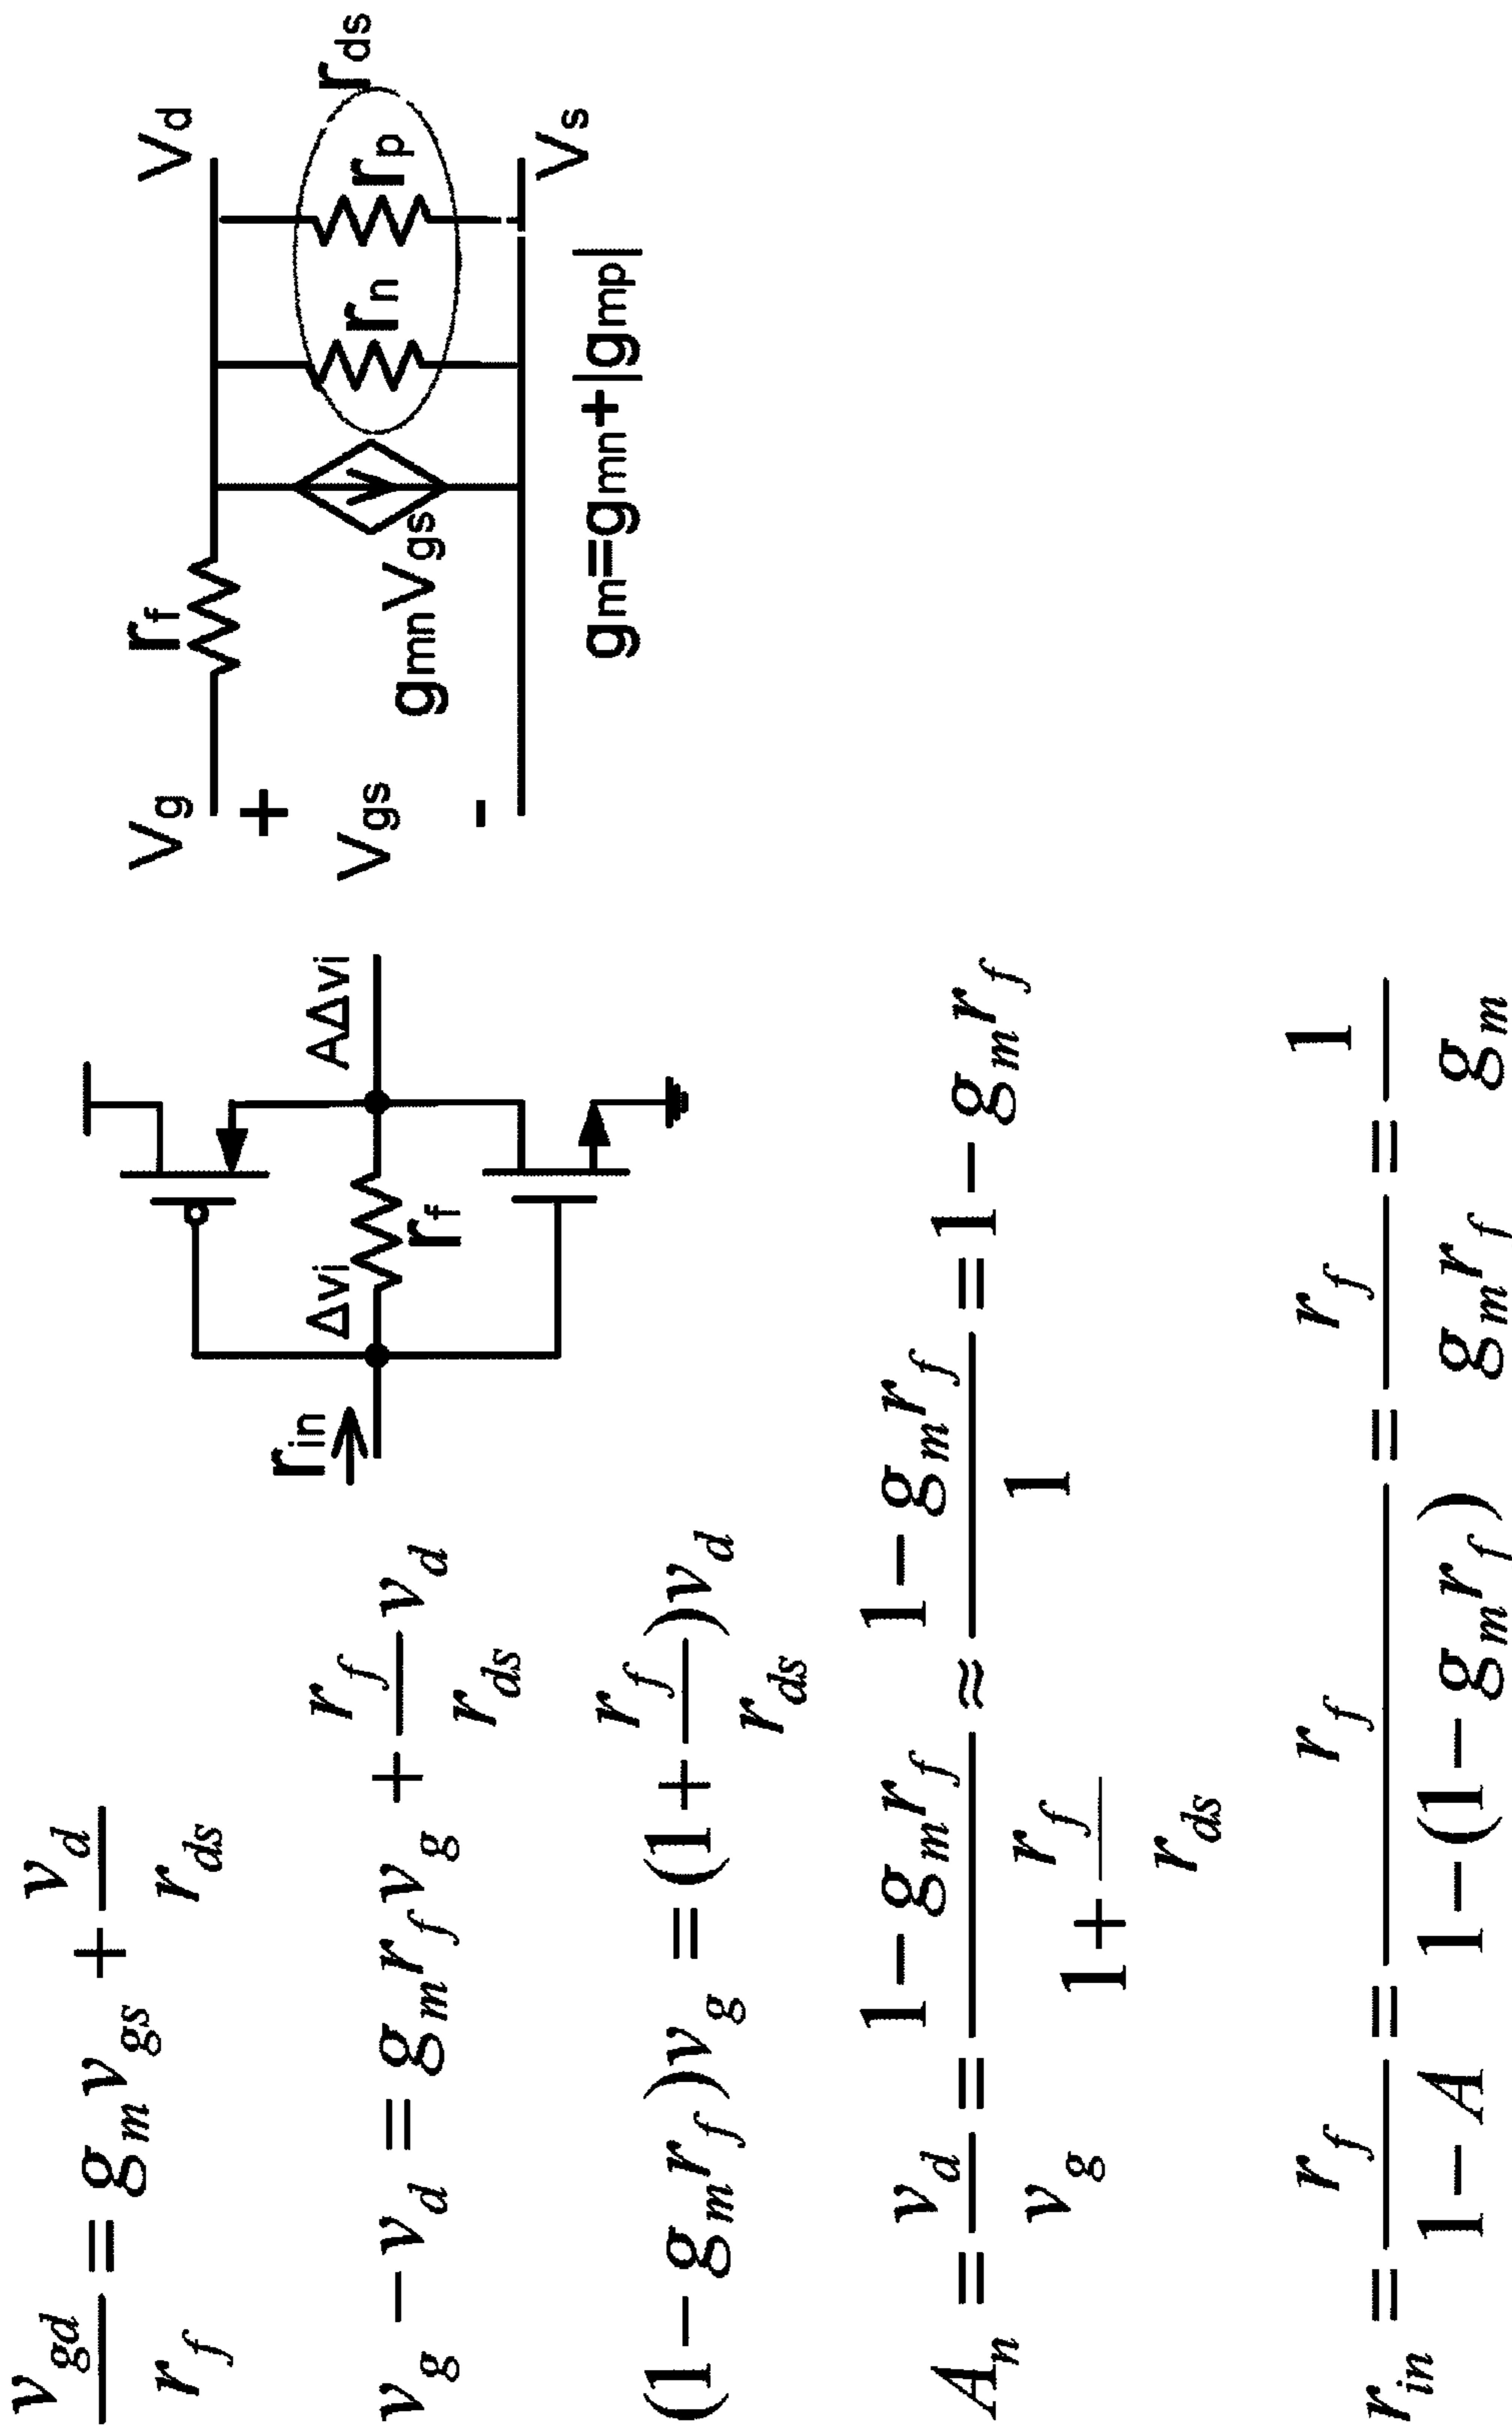 v_gd / r_f = g_m v_gs + v_d / r_ds
v_g − v_d = g_m r_f v_g + (r_f / r_ds) v_d
(1 − g_m r_f) v_g = (1 + r_f / r_ds) v_d
A_n = v_d / v_g = (1 − g_m r_f) / (1 + r_f / r_ds) ≈ (1 − g_m r_f) / 1 = 1 − g_m r_f
r_in = r_f / (1 − A) = r_f / (1 − (1 − g_m r_f)) = r_f / (g_m r_f) = 1 / g_m
r_in
Δvi
r_f
AΔvi
V_g
+
V_gs
-
r_f
g_mn V_gs
r_n
r_p
r_ds
V_d
V_s
g_m=g_mn+|g_mp|